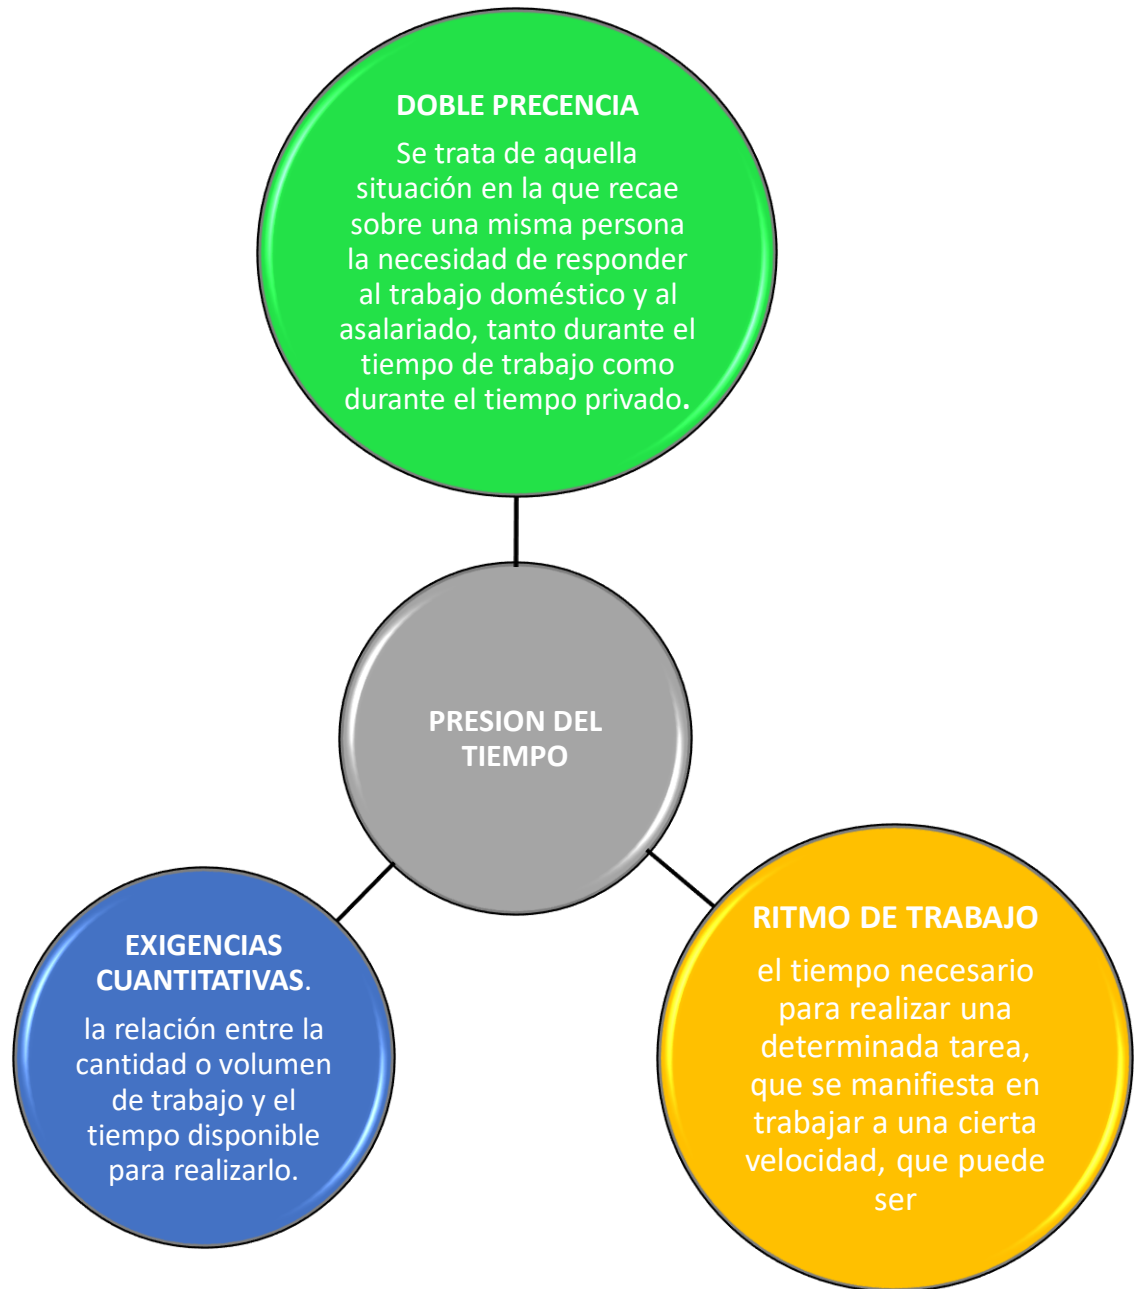 DOBLE PRECENCIA
Se trata de aquella
situación en la que recae
sobre una misma persona
la necesidad de responder
al trabajo doméstico y al
asalariado, tanto durante el
tiempo de trabajo como
durante el tiempo privado.
PRESION DEL
TIEMPO
EXIGENCIAS
CUANTITATIVAS.
la relación entre la
cantidad o volumen
de trabajo y el
tiempo disponible
para realizarlo.
RITMO DE TRABAJO
el tiempo necesario
para realizar una
determinada tarea,
que se manifiesta en
trabajar a una cierta
velocidad, que puede
ser